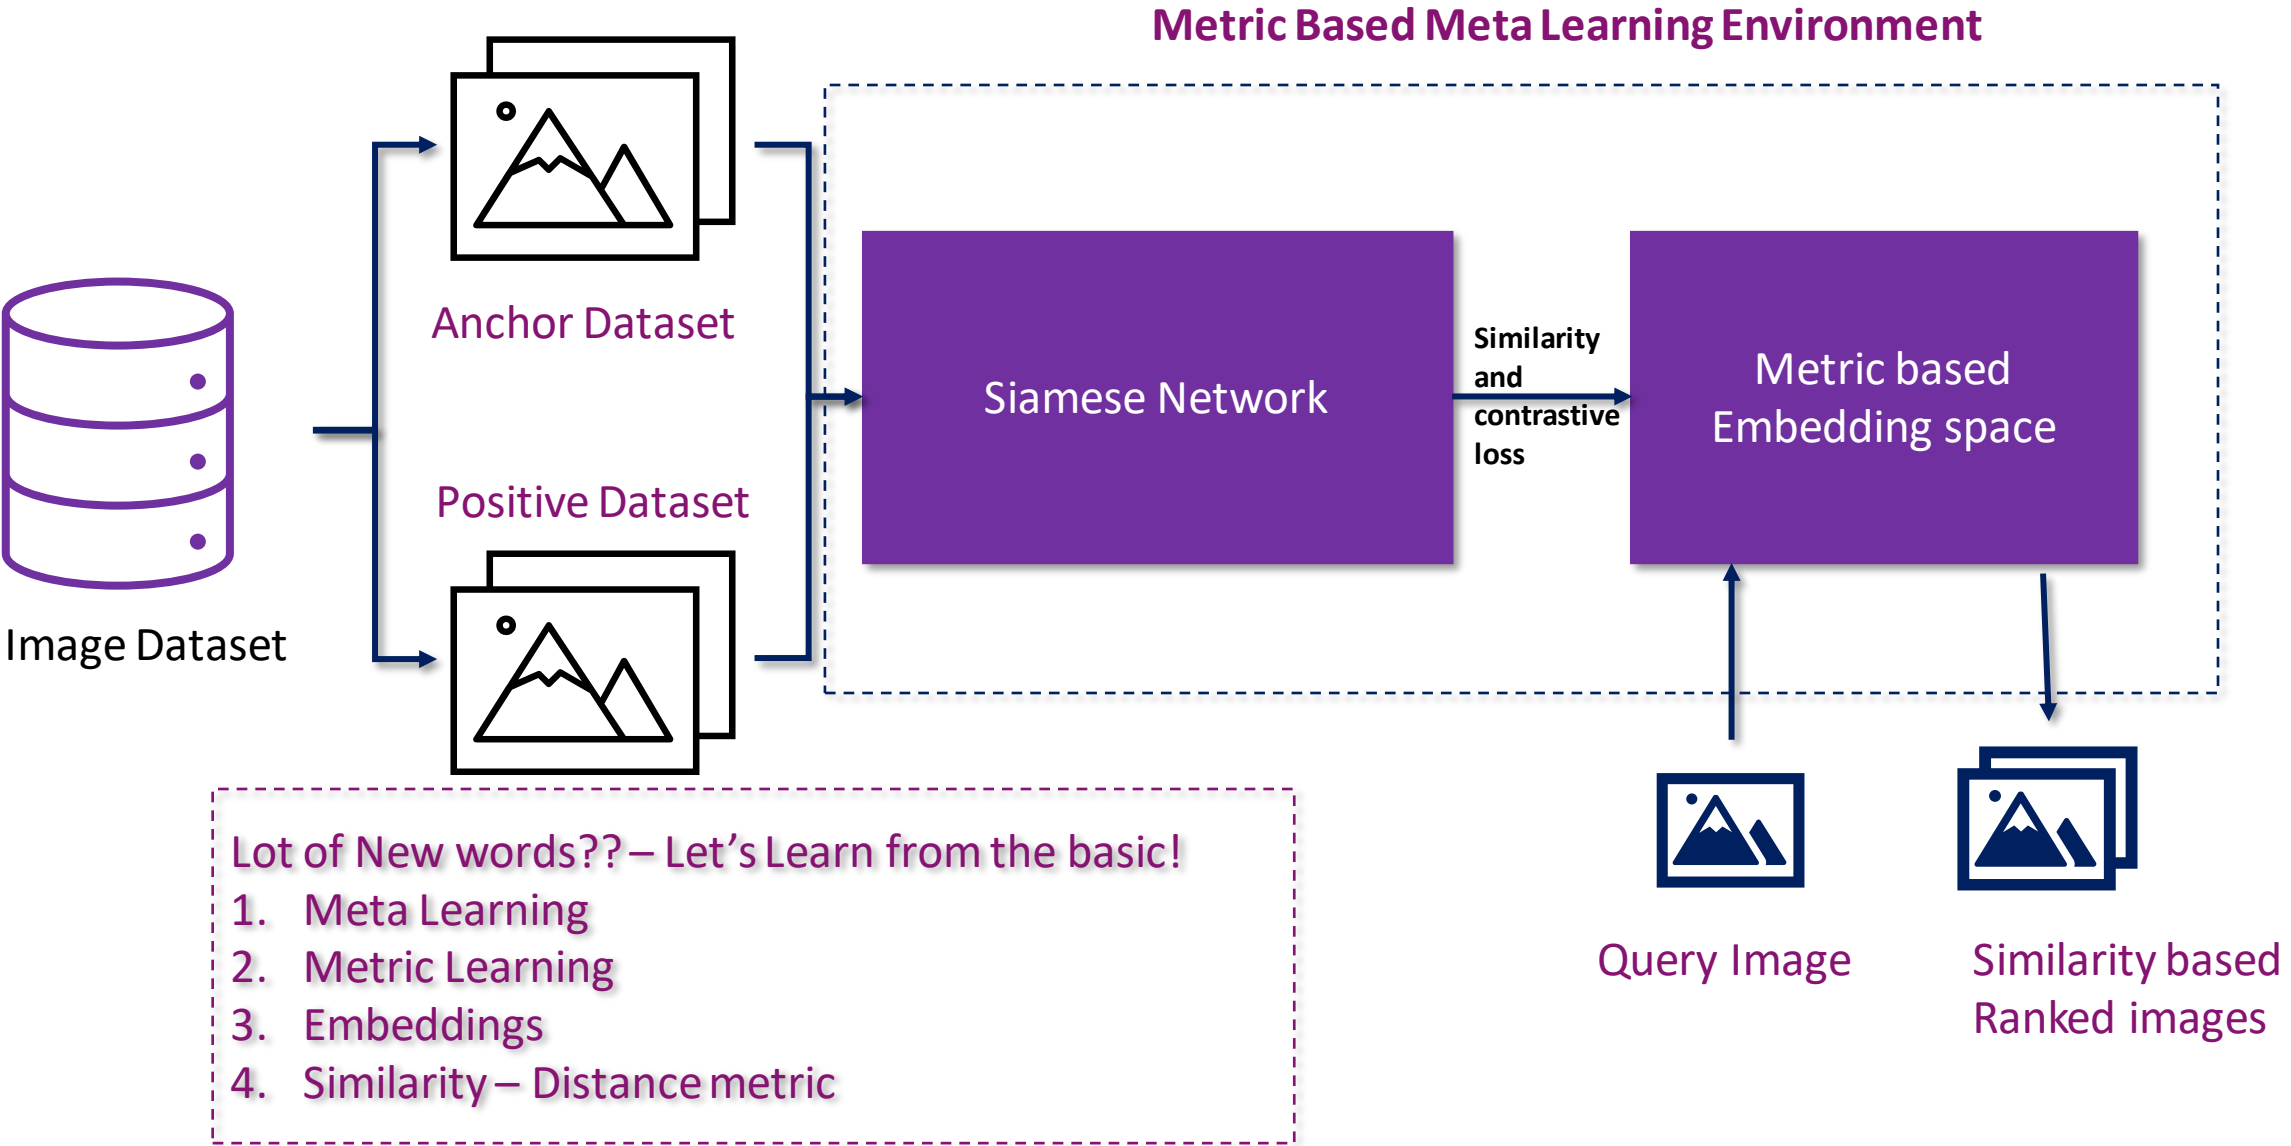 Metric Based Meta Learning Environment
Anchor Dataset
Positive Dataset
Image Dataset
Siamese Network
Similarity
and
contrastive
loss
Metric based
Embedding space
Lot of New words?? – Let’s Learn from the basic!
1. Meta Learning
2. Metric Learning
3. Embeddings
4. Similarity – Distance metric
Query Image
Similarity based
Ranked images